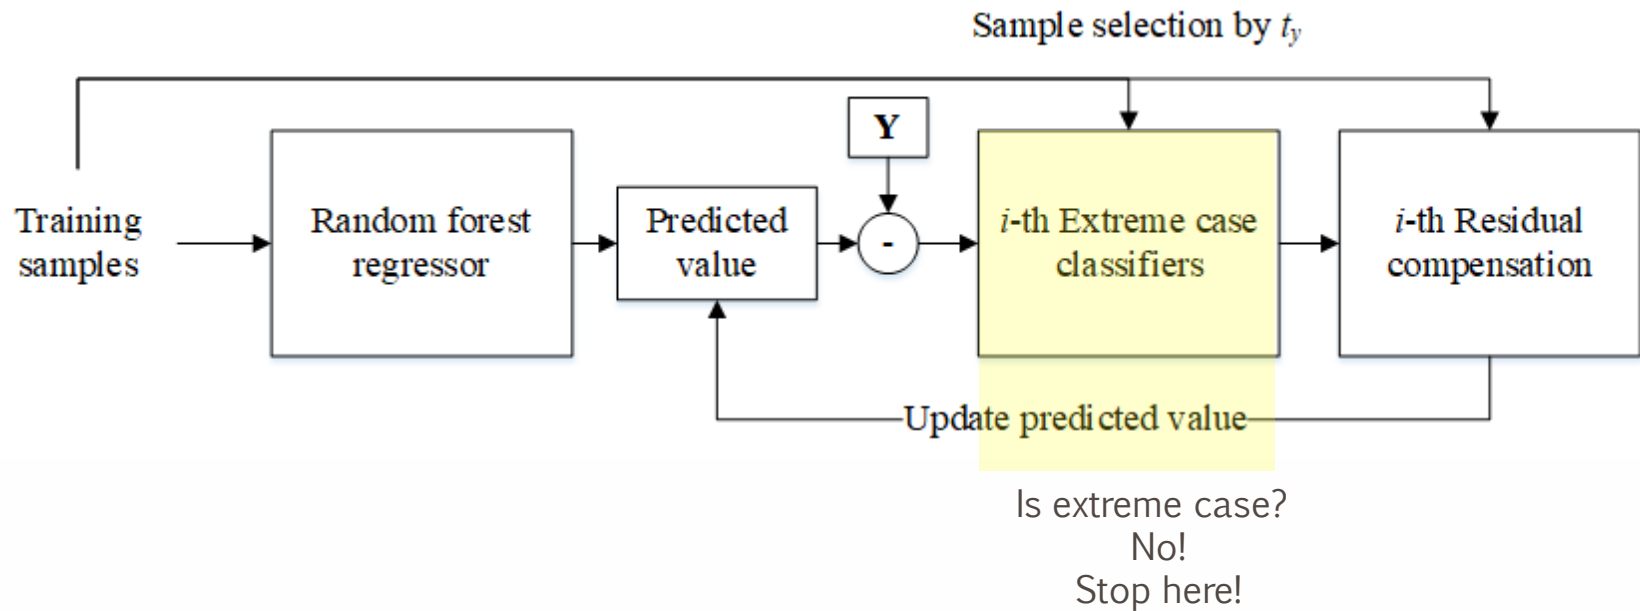 Sample selection by t_y
Y
Training
samples
Random forest
regressor
Predicted
value
-
i-th Extreme case
classifiers
i-th Residual
compensation
Update predicted value
Is extreme case?
No!
Stop here!